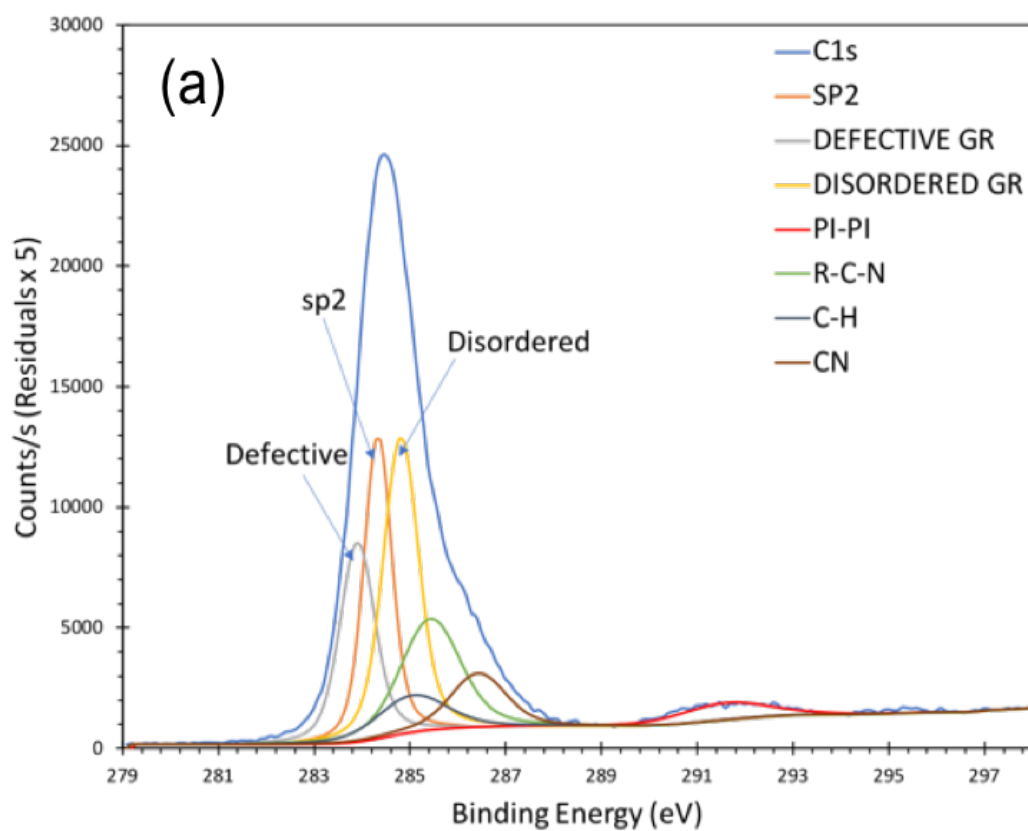 30000
(a)
C1s
SP2
DEFECTIVE GR
DISORDERED GR
PI-PI
R-C-N
C-H
CN
25000
20000
15000
10000
5000
0
Counts/s (Residuals x 5)
sp2
Disordered
Defective
279 281 283 285 287 289 291 293 295 297
Binding Energy (eV)